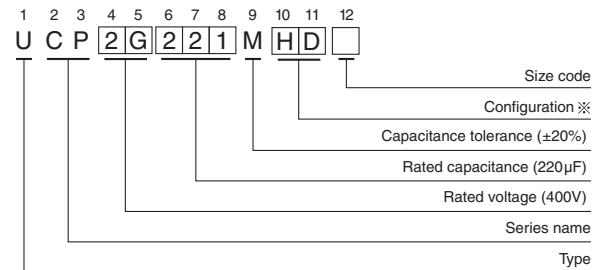 1 2 3 4 5 6 7 8 9 10 11 12
U C P 2 G 2 2 1 M H D
Size code
Configuration ※
Capacitance tolerance (±20%)
Rated capacitance (220µF)
Rated voltage (400V)
Series name
Type